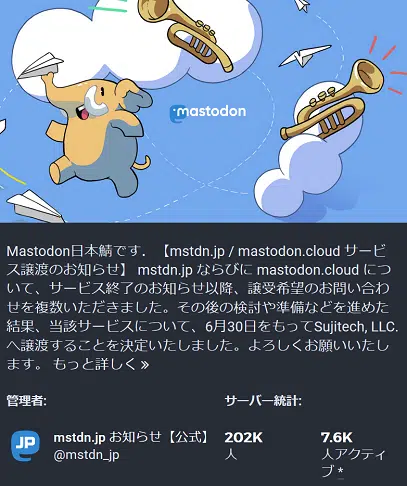 mastodon
Mastodon日本鯖です．【mstdn.jp / mastodon.cloud サービ
ス譲渡のお知らせ】 mstdn.jp ならびに mastodon.cloud につ
いて、サービス終了のお知らせ以降、譲受希望のお問い合わ
せを複数いただきました。その後の検討や準備などを進めた
結果、当該サービスについて、6月30日をもってSujitech, LLC.
へ譲渡することを決定いたしました。よろしくお願いいたし
ます。 もっと詳しく »
管理者:
サーバー統計:
JP
mstdn.jp お知らせ【公式】
@mstdn_jp
202K
人
7.6K
人アクティ
ブ *